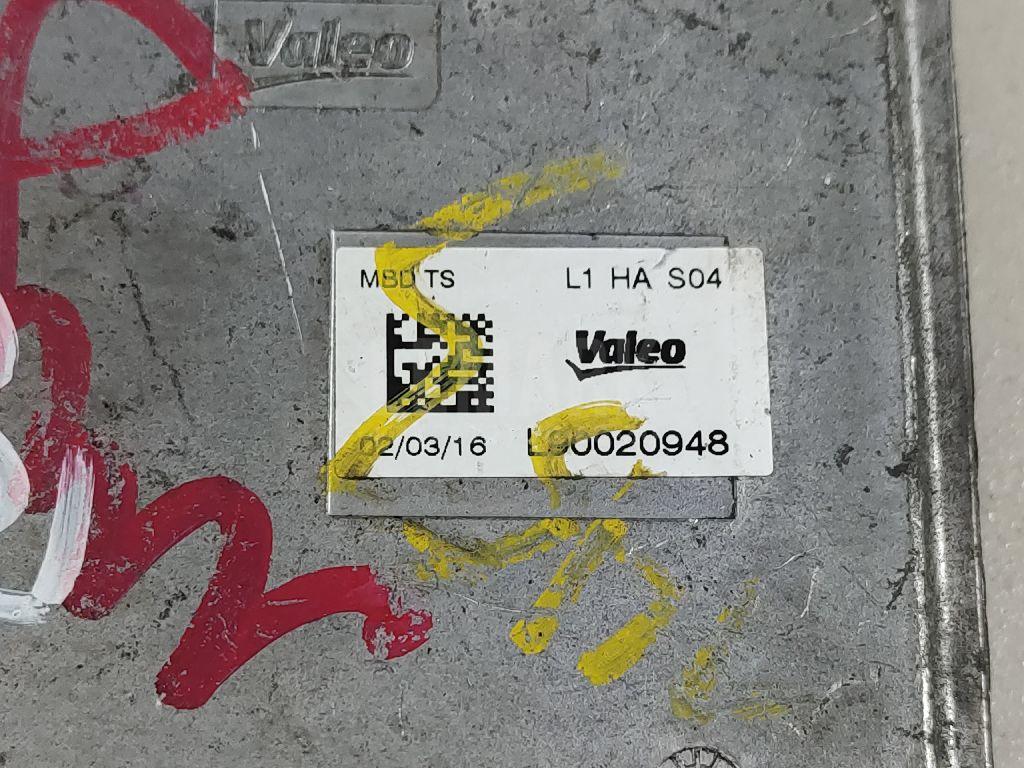 Valeo
MBD TS L1 HA S04
Valeo
02/03/16 L90020948